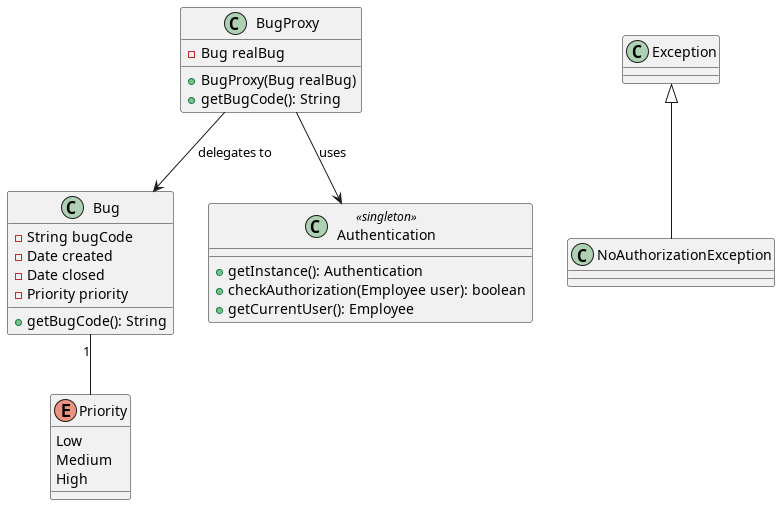 C BugProxy
Bug realBug
BugProxy(Bug realBug)
getBugCode(): String
C Exception
delegates to
uses
C Bug
String bugCode
Date created
Date closed
Priority priority
getBugCode(): String
C «singleton»
Authentication
getInstance(): Authentication
checkAuthorization(Employee user): boolean
getCurrentUser(): Employee
C NoAuthorizationException
1
E Priority
Low
Medium
High